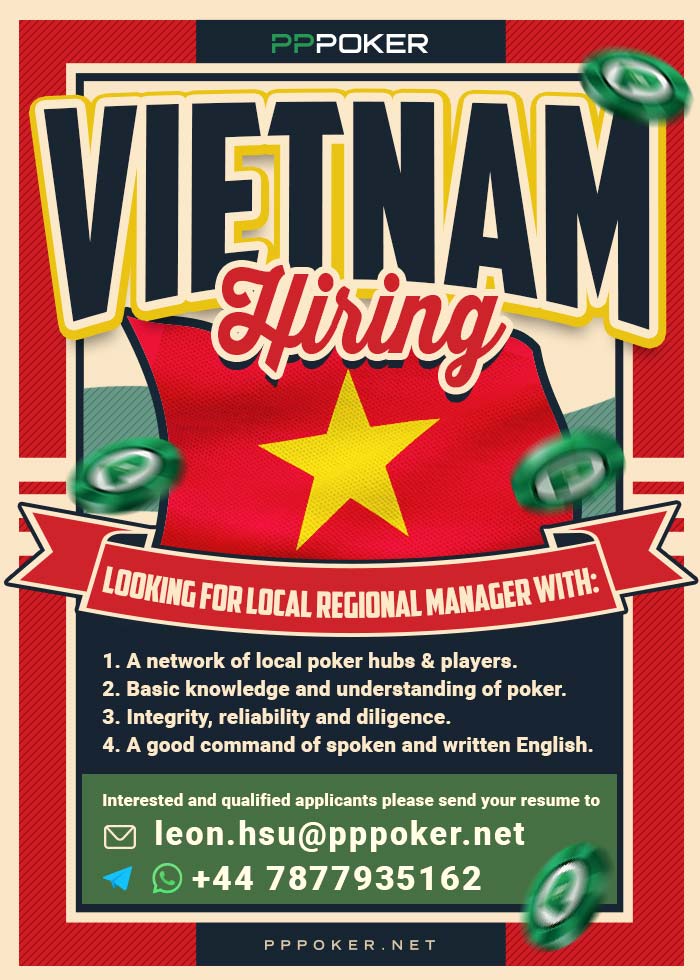 PPPOKER
VIETNAM
Hiring
LOOKING FOR LOCAL REGIONAL MANAGER WITH:
1. A network of local poker hubs & players.
2. Basic knowledge and understanding of poker.
3. Integrity, reliability and diligence.
4. A good command of spoken and written English.
Interested and qualified applicants please send your resume to
leon.hsu@pppoker.net
+44 7877935162
PPPOKER.NET